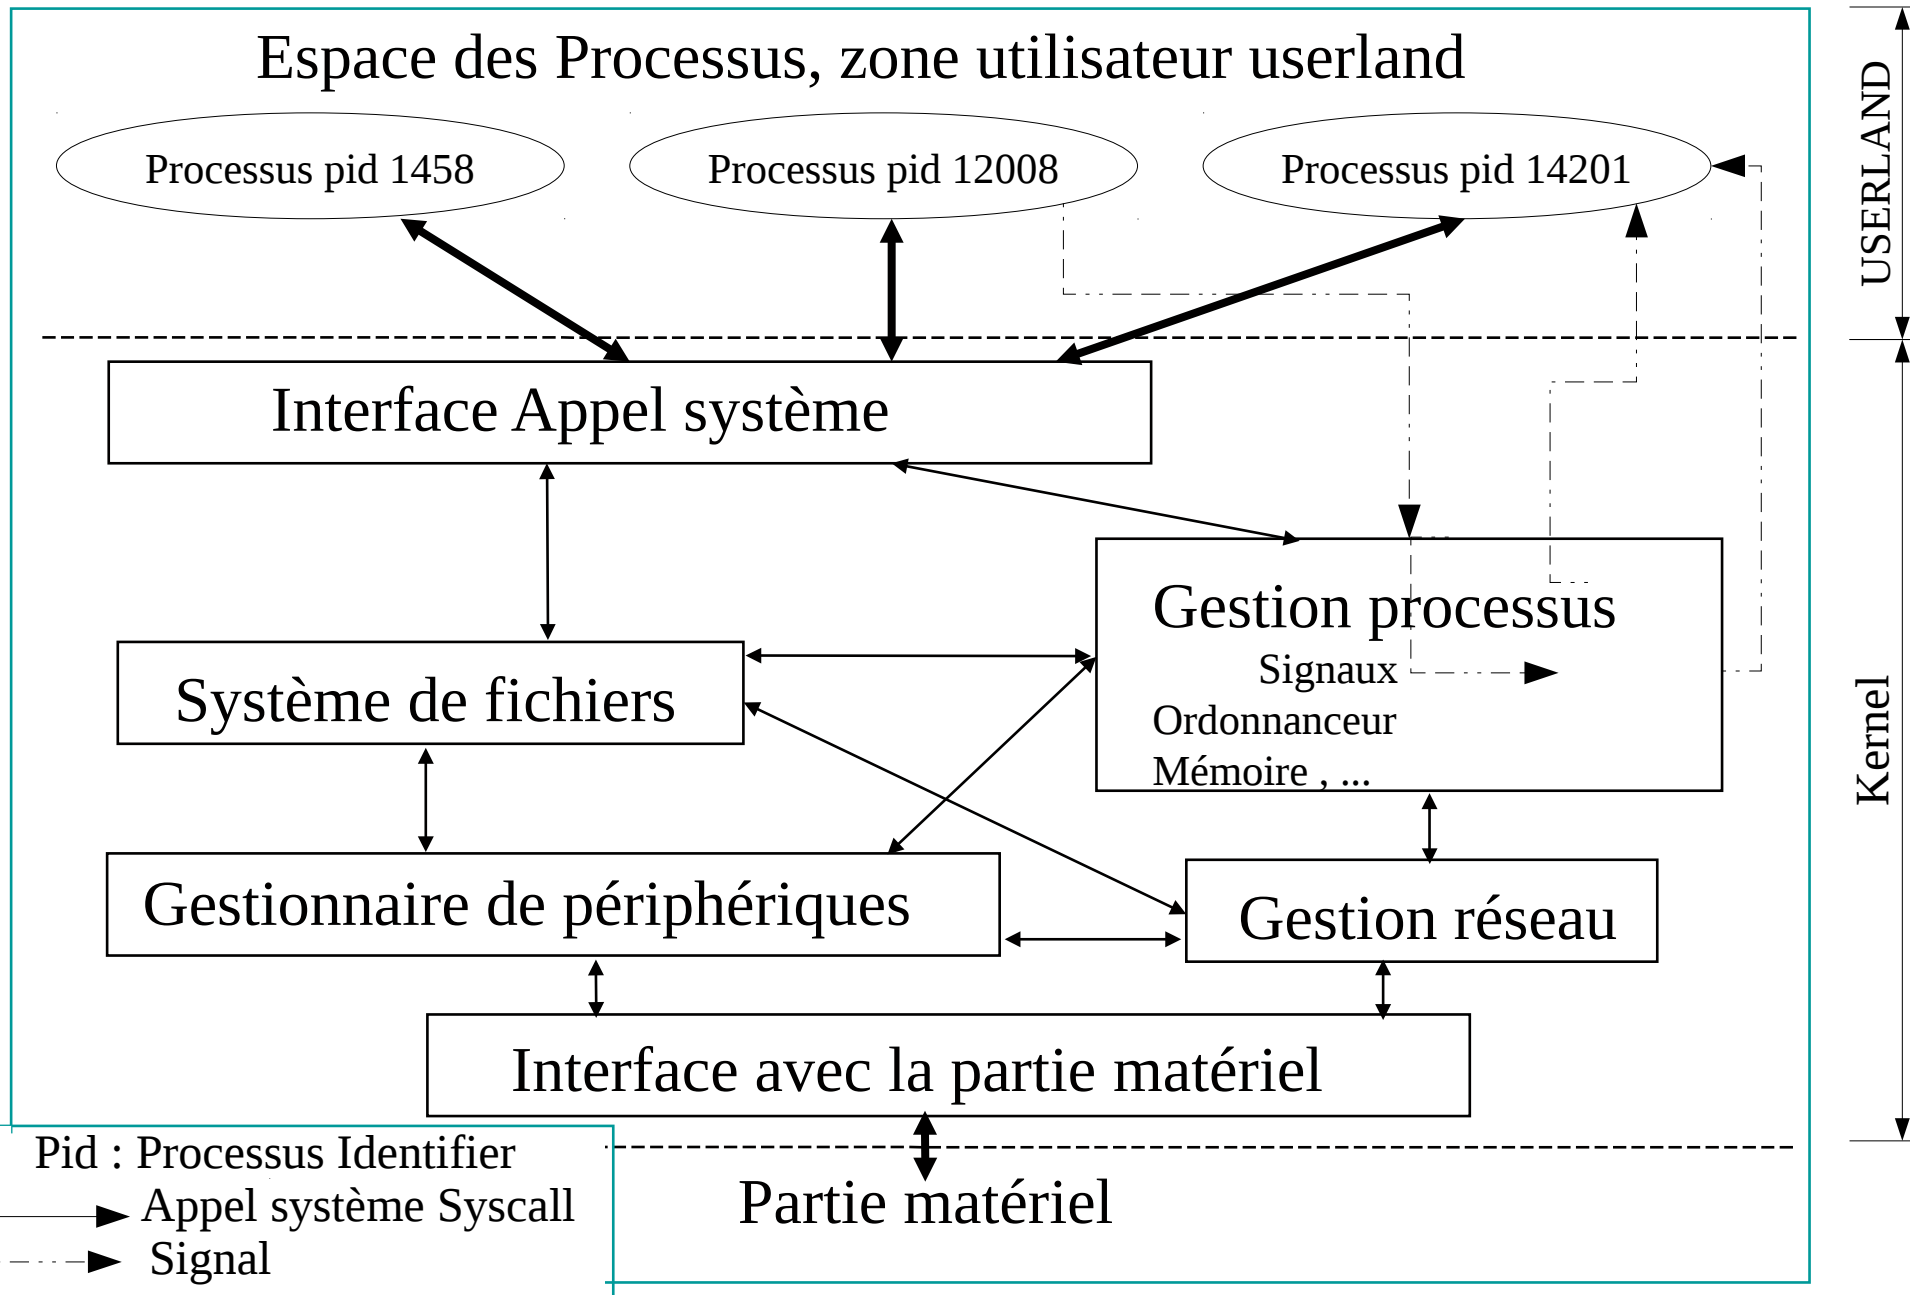 Espace des Processus, zone utilisateur userland
USERLAND
Processus pid 1458
Processus pid 12008
Processus pid 14201
Interface Appel système
Gestion processus
Signaux
Ordonnanceur
Mémoire , ...
Système de fichiers
Kernel
Gestionnaire de périphériques
Gestion réseau
Interface avec la partie matériel
Pid : Processus Identifier
Appel système Syscall
Signal
Partie matériel